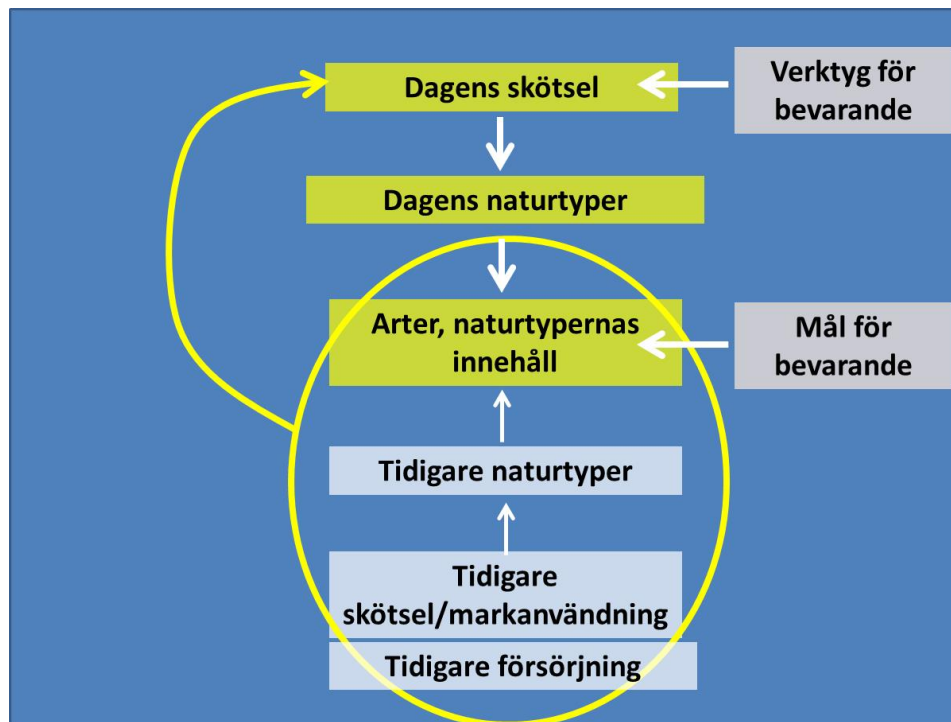 Dagens skötsel
Verktyg för
bevarande
Dagens naturtyper
Arter, naturtypernas
innehåll
Mål för
bevarande
Tidigare naturtyper
Tidigare
skötsel/markanvändning
Tidigare försörjning